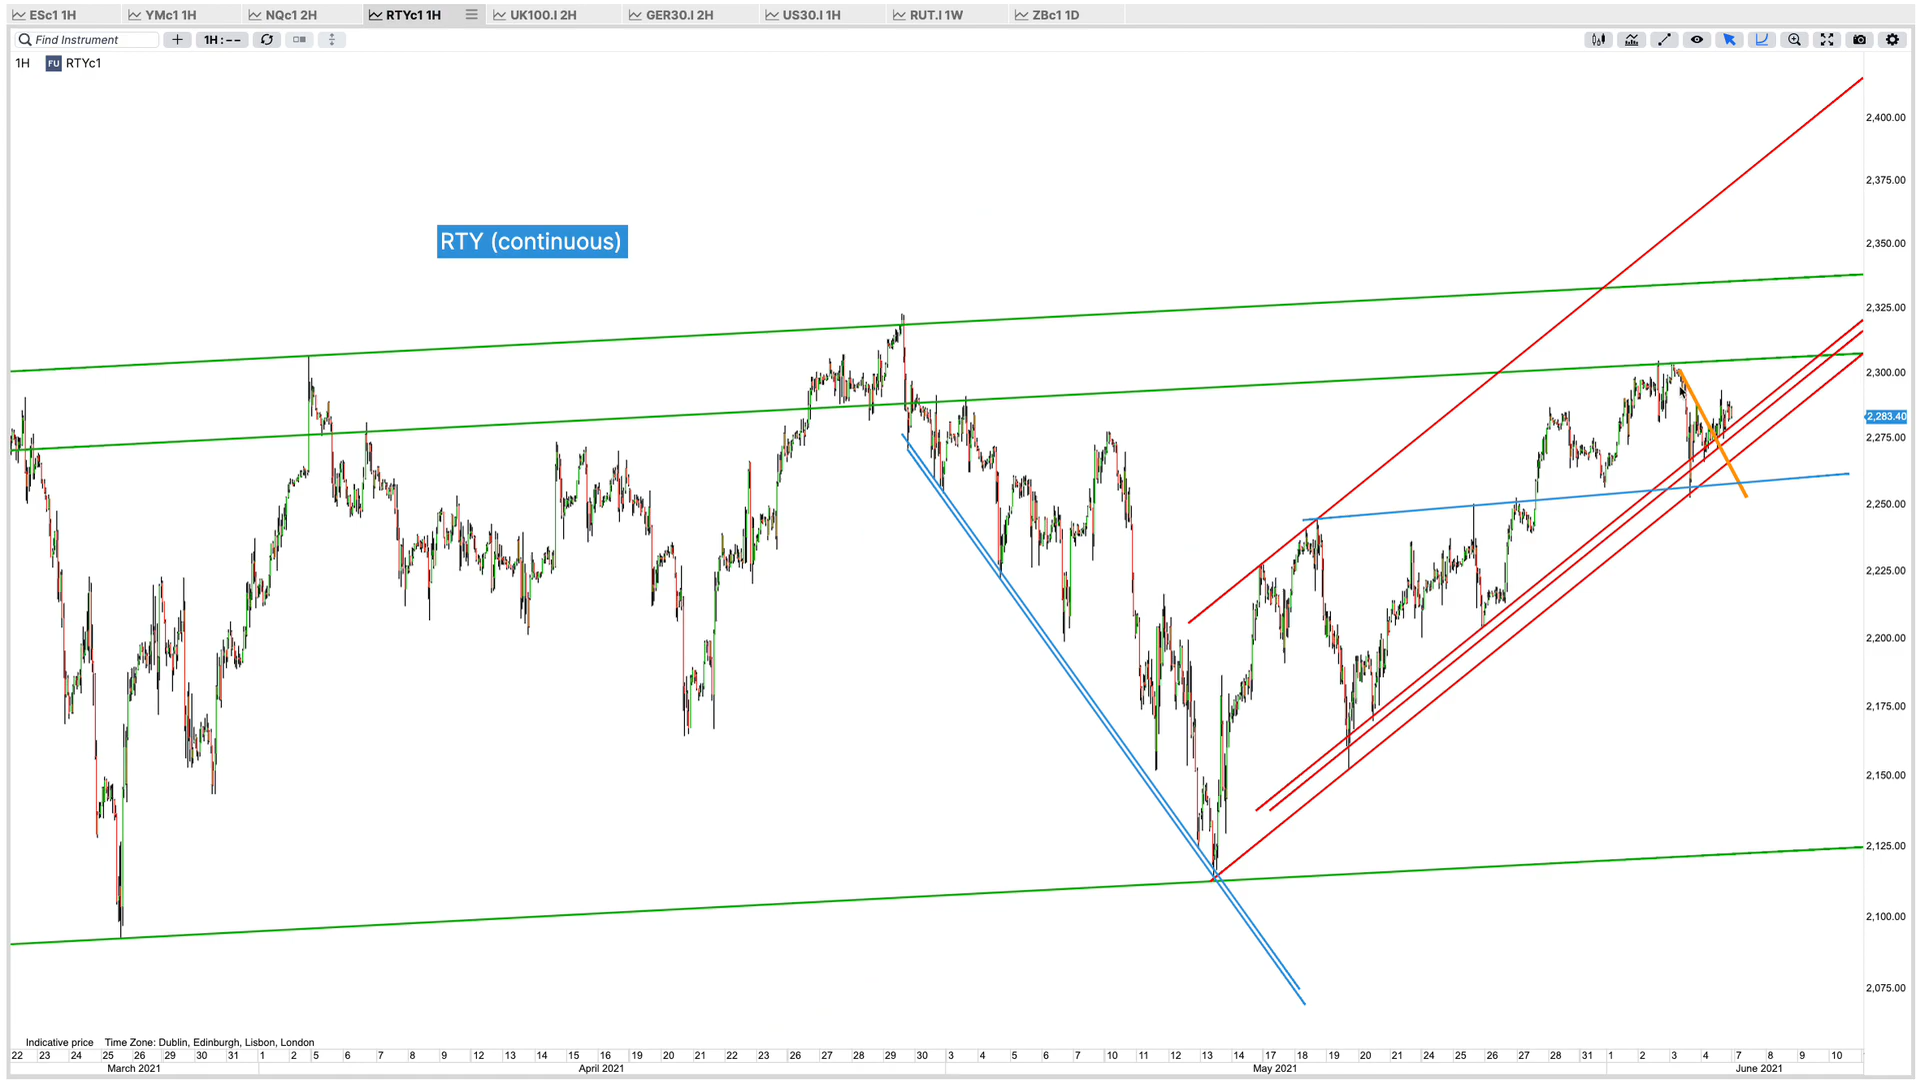 ESc1 1H YMc1 1H NQc1 2H RTYc1 1H UK100.I 2H GER30.I 2H US30.I 1H RUT.I 1W ZBc1 1D
Find Instrument + 1H : - -
1H FU RTYc1
RTY (continuous)
2,400.00
2,375.00
2,350.00
2,325.00
2,300.00
2,283.40
2,275.00
2,250.00
2,225.00
2,200.00
2,175.00
2,150.00
2,125.00
2,100.00
2,075.00
Indicative price Time Zone: Dublin, Edinburgh, Lisbon, London
22 23 24 25 26 29 30 31 1 2 5 6 7 8 9 12 13 14 15 16 19 20 21 22 23 26 27 28 29 30 3 4 5 6 7 10 11 12 13 14 17 18 19 20 21 24 25 26 27 28 31 1 2 3 4 7 8 9 10
March 2021 April 2021 May 2021 June 2021